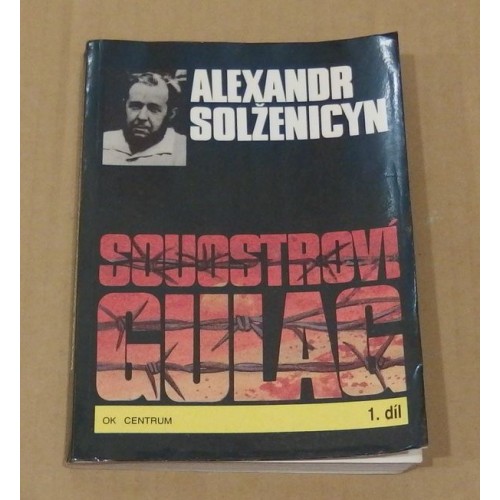 ALEXANDR
SOLŽENICYN
SOUOSTROVÍ
GULAG
OK CENTRUM
1. díl